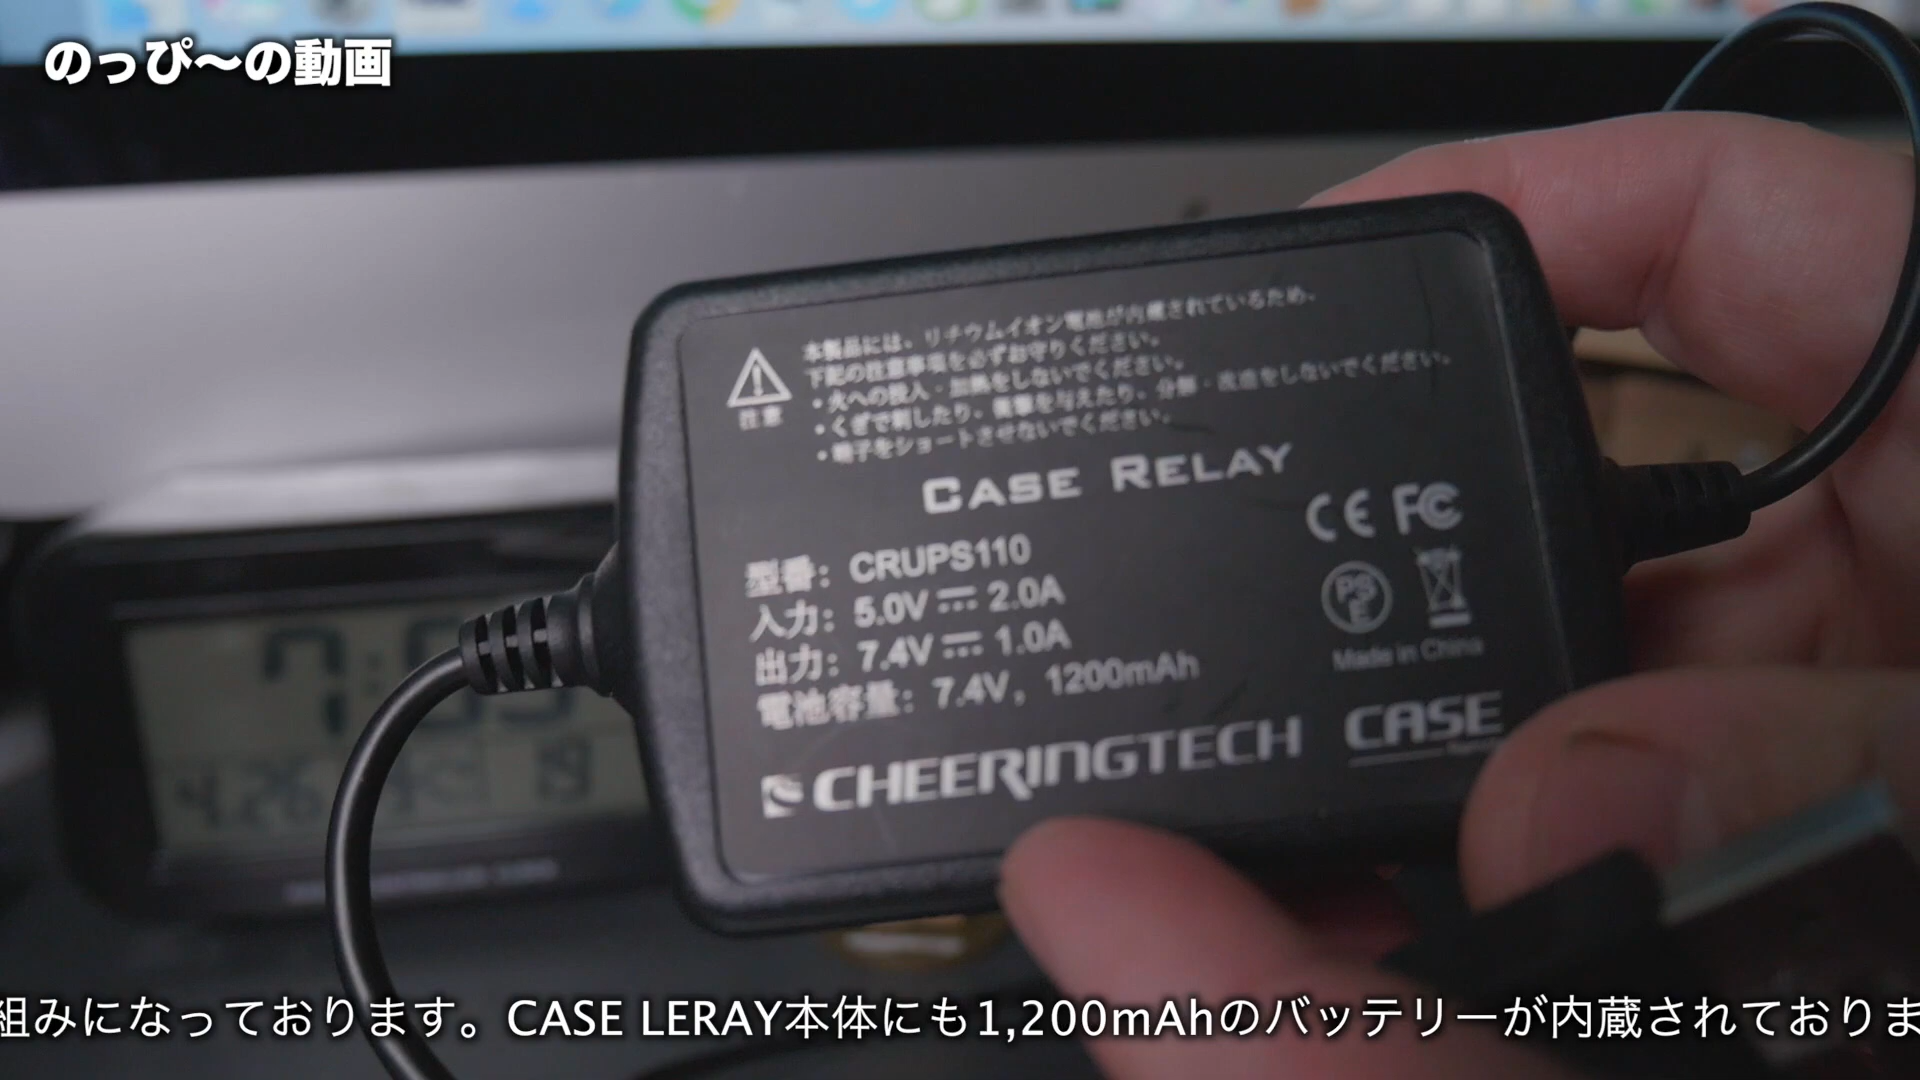 のっぴ〜の動画
本製品には、リチウムイオン電池が内蔵されているため、
下記の注意事項を必ずお守りください。
・火への投入・加熱をしないでください。
・くぎで刺したり、衝撃を与えたり、分解・改造をしないでください。
・端子をショートさせないでください。
注意
CASE RELAY
型番: CRUPS110
入力: 5.0V 2.0A
出力: 7.4V 1.0A
電池容量: 7.4V, 1200mAh
CE FC
PSE
Made in China
CHEERINGTECH
CASE
4.26
組みになっております。CASE LERAY本体にも1,200mAhのバッテリーが内蔵されておりま